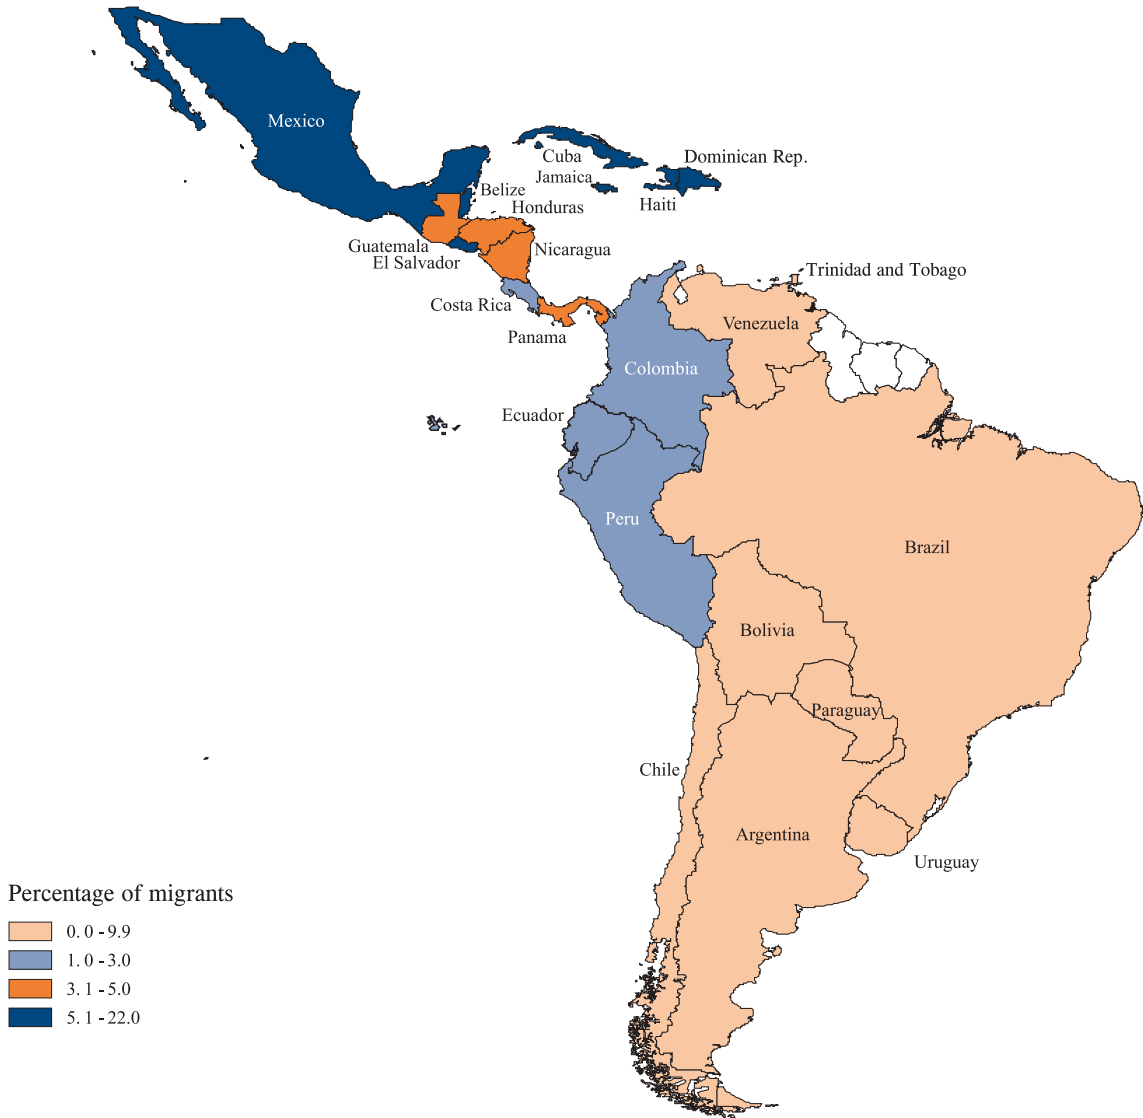 Mexico
Cuba
Jamaica
Dominican Rep.
Haiti
Belize
Honduras
Guatemala
El Salvador
Nicaragua
Costa Rica
Panama
Trinidad and Tobago
Venezuela
Colombia
Ecuador
Peru
Brazil
Bolivia
Paraguay
Chile
Argentina
Uruguay
Percentage of migrants
0.0-9.9
1.0-3.0
3.1-5.0
5.1-22.0